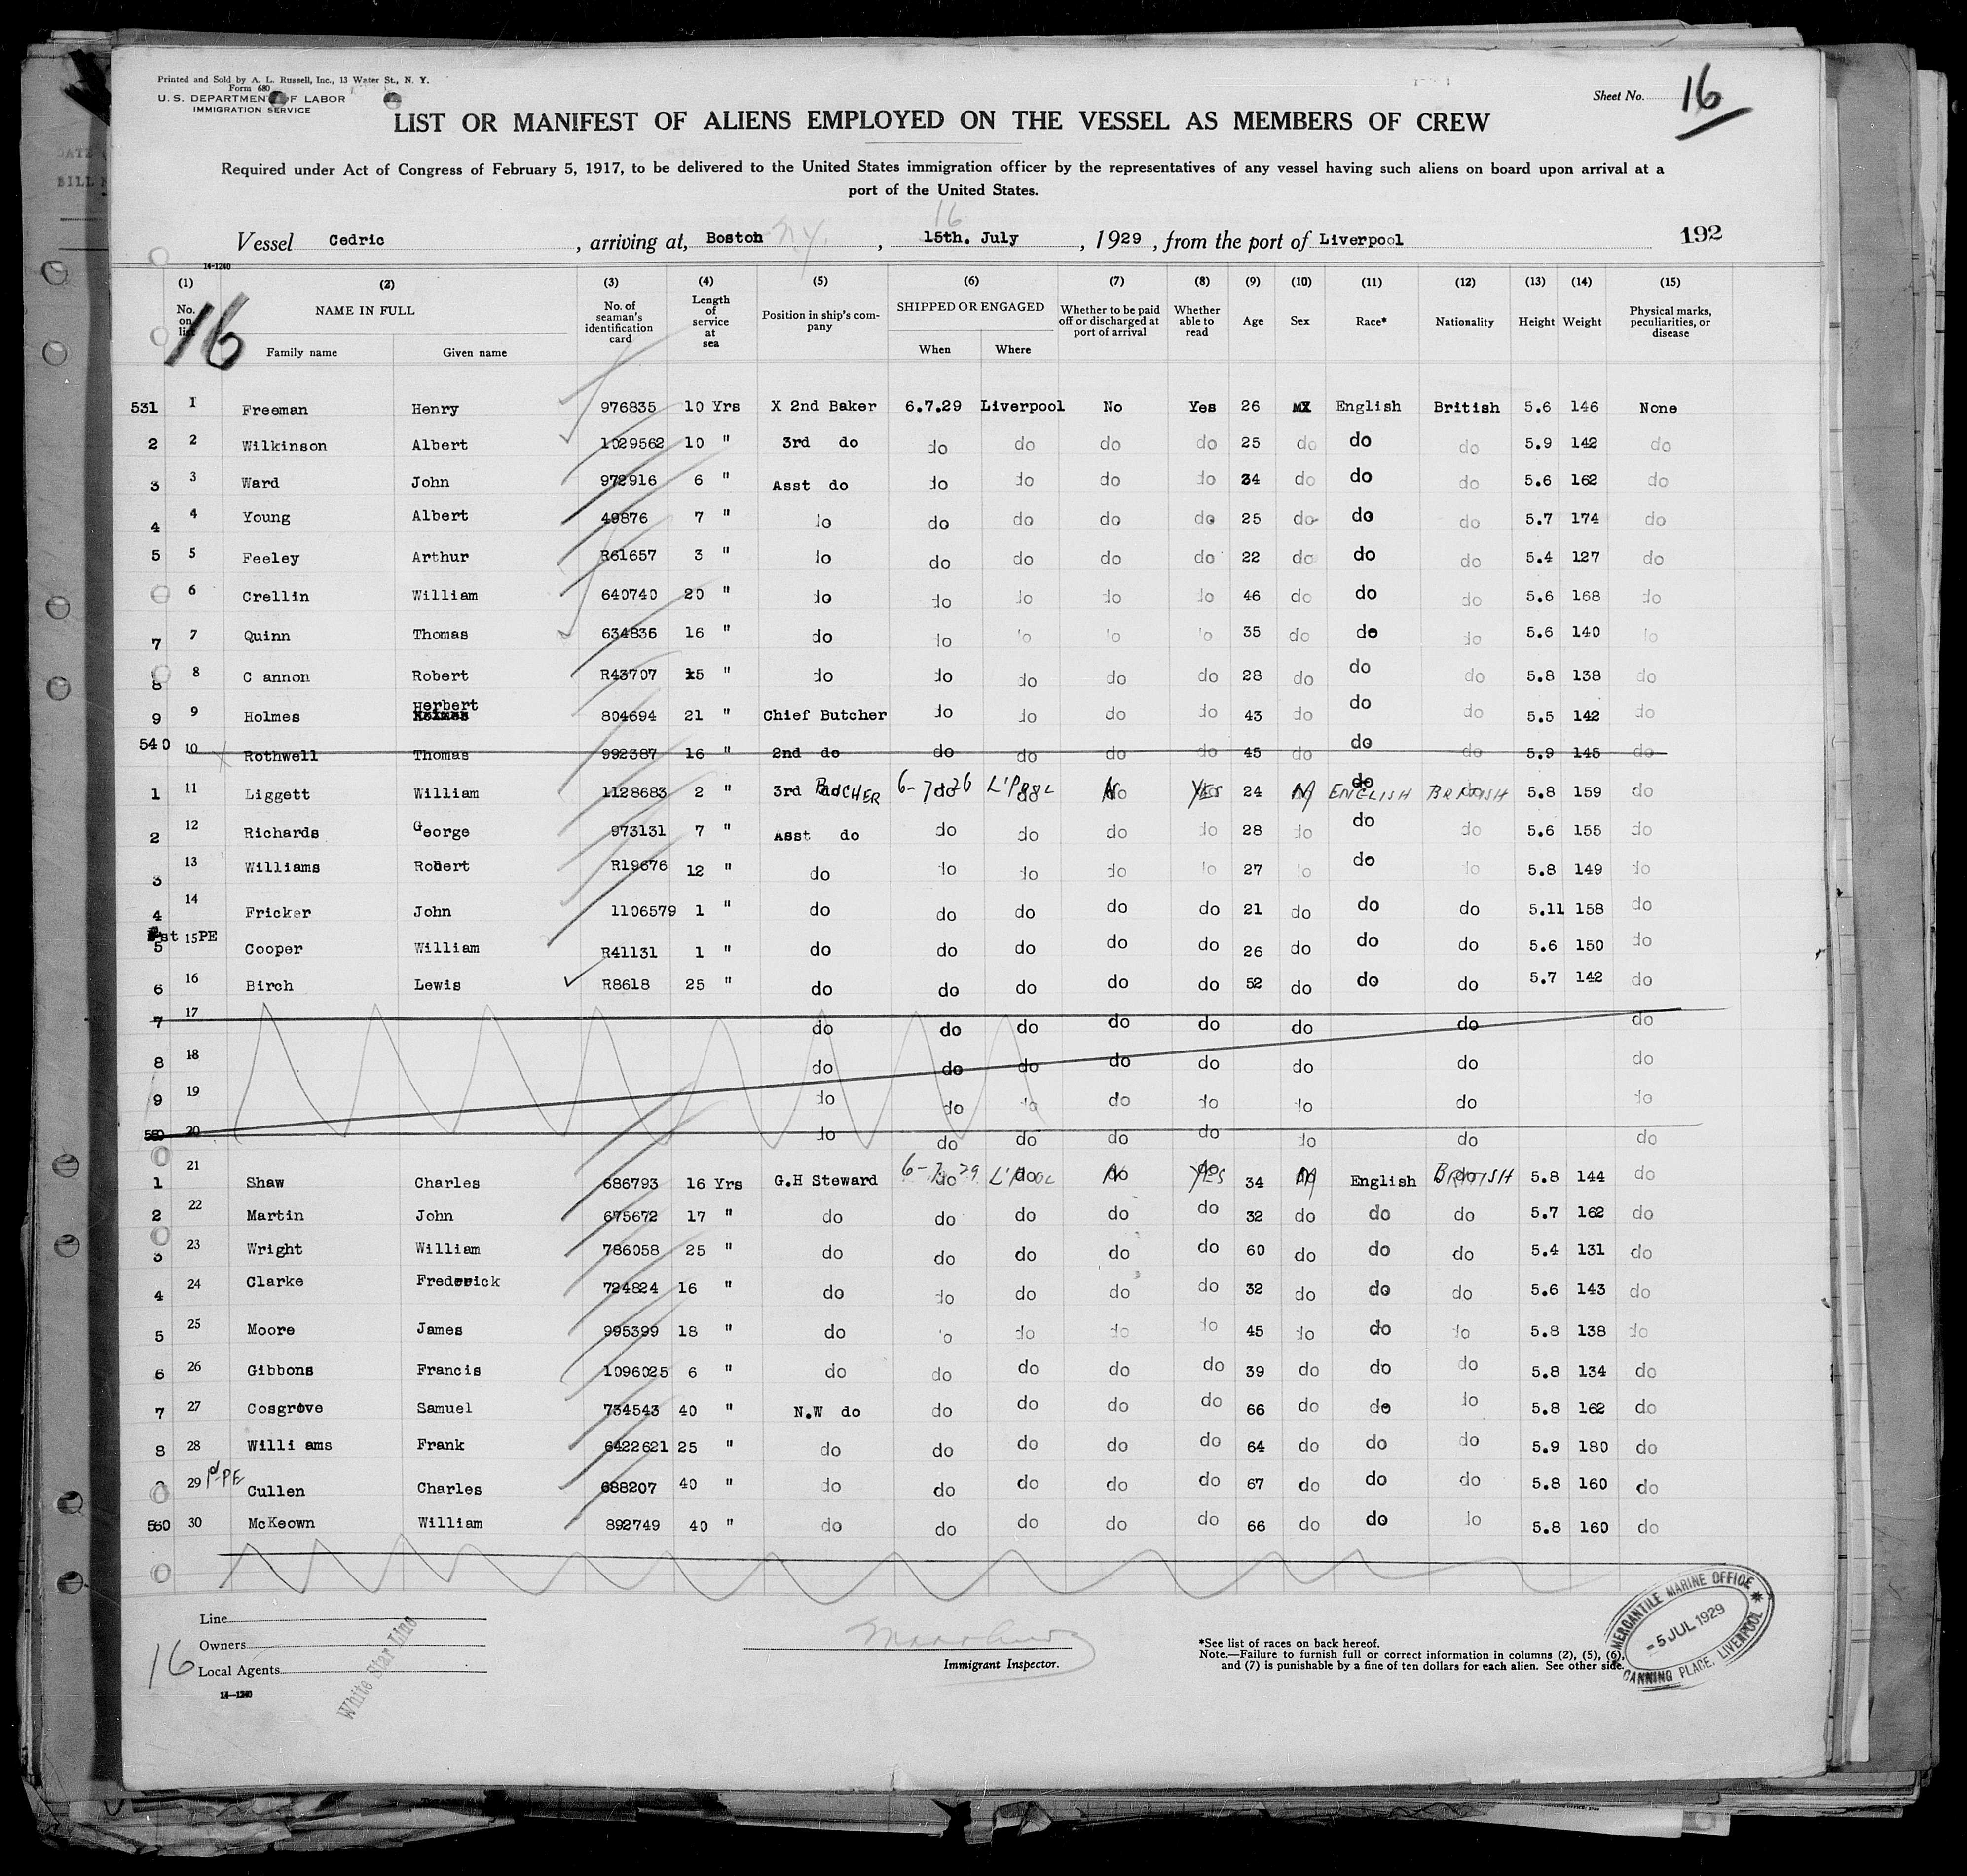 Printed and Sold by A. L. Russell, Inc., 13 Water St., N. Y.
Form 680
U. S. DEPARTMENT OF LABOR
IMMIGRATION SERVICE
Sheet No. 16
LIST OR MANIFEST OF ALIENS EMPLOYED ON THE VESSEL AS MEMBERS OF CREW
Required under Act of Congress of February 5, 1917, to be delivered to the United States immigration officer by the representatives of any vessel having such aliens on board upon arrival at a
port of the United States.
16
Vessel Cedric , arriving at, Boston N.Y. , 15th. July , 1929 , from the port of Liverpool 192
14-1240
(1) (2) (3) (4) (5) (6) (7) (8) (9) (10) (11) (12) (13) (14) (15)
No. on list NAME IN FULL No. of seaman's identification card Length of service at sea Position in ship's company SHIPPED OR ENGAGED Whether to be paid off or discharged at port of arrival Whether able to read Age Sex Race* Nationality Height Weight Physical marks, peculiarities, or disease
Family name Given name When Where
16
531 1 Freeman Henry 976835 10 Yrs X 2nd Baker 6.7.29 Liverpool No Yes 26 MX English British 5.6 146 None
2 2 Wilkinson Albert 1029562 10 " 3rd do do do do do 25 do do do 5.9 142 do
3 3 Ward John 972916 6 " Asst do do do do do 34 do do do 5.6 162 do
4 4 Young Albert 49876 7 " do do do do do 25 do do do 5.7 174 do
5 5 Feeley Arthur R61657 3 " do do do do do 22 do do do 5.4 127 do
6 Crellin William 640740 20 " do do do do do 46 do do do 5.6 168 do
7 7 Quinn Thomas 634836 16 " do do do do do 35 do do do 5.6 140 do
8 8 C annon Robert R43707 15 " do do do do do 28 do do do 5.8 138 do
9 9 Holmes Herbert 804694 21 " Chief Butcher do do do do 43 do do do 5.5 142 do
540 10 Rothwell Thomas 992387 16 " 2nd do do do do do 45 do do do 5.9 145 do
1 11 Liggett William 1128683 2 " 3rd BUTCHER 6-7-26 L'POOL No YES 24 M ENGLISH BRITISH 5.8 159 do
2 12 Richards George 973131 7 " Asst do do do do do 28 do do do 5.6 155 do
3 13 Williams Robert R19676 12 " do do do do do 27 do do do 5.8 149 do
4 14 Fricker John 1106579 1 " do do do do do 21 do do do 5.11 158 do
1st PE
5 15 Cooper William R41131 1 " do do do do do 26 do do do 5.6 150 do
6 16 Birch Lewis R8618 25 " do do do do do 52 do do do 5.7 142 do
7 17 do do do do do do do do
8 18 do do do do do do do do
9 19 do do do do do do do do
550 20 do do do do do do do do
1 21 Shaw Charles 686793 16 Yrs G.H Steward 6-7-29 L'POOL No YES 34 M English BRITISH 5.8 144 do
2 22 Martin John 675672 17 " do do do do do 32 do do do 5.7 162 do
3 23 Wright William 786058 25 " do do do do do 60 do do do 5.4 131 do
4 24 Clarke Frederick 724824 16 " do do do do do 32 do do do 5.6 143 do
5 25 Moore James 995399 18 " do do do do do 45 do do do 5.8 138 do
6 26 Gibbons Francis 1096025 6 " do do do do do 39 do do do 5.8 134 do
7 27 Cosgrove Samuel 734543 40 " N.W do do do do do 66 do do do 5.8 162 do
8 28 Willi ams Frank 6422621 25 " do do do do do 64 do do do 5.9 180 do
9 29 PE Cullen Charles 688207 40 " do do do do do 67 do do do 5.8 160 do
560 30 McKeown William 892749 40 " do do do do do 66 do do do 5.8 160 do
Line
Owners
Local Agents
White Star Line
16
14-1240
Immigrant Inspector.
*See list of races on back hereof.
Note.—Failure to furnish full or correct information in columns (2), (5), (6),
and (7) is punishable by a fine of ten dollars for each alien. See other side.
MERCANTILE MARINE OFFICE
-5 JUL 1929
CANNING PLACE, LIVERPOOL